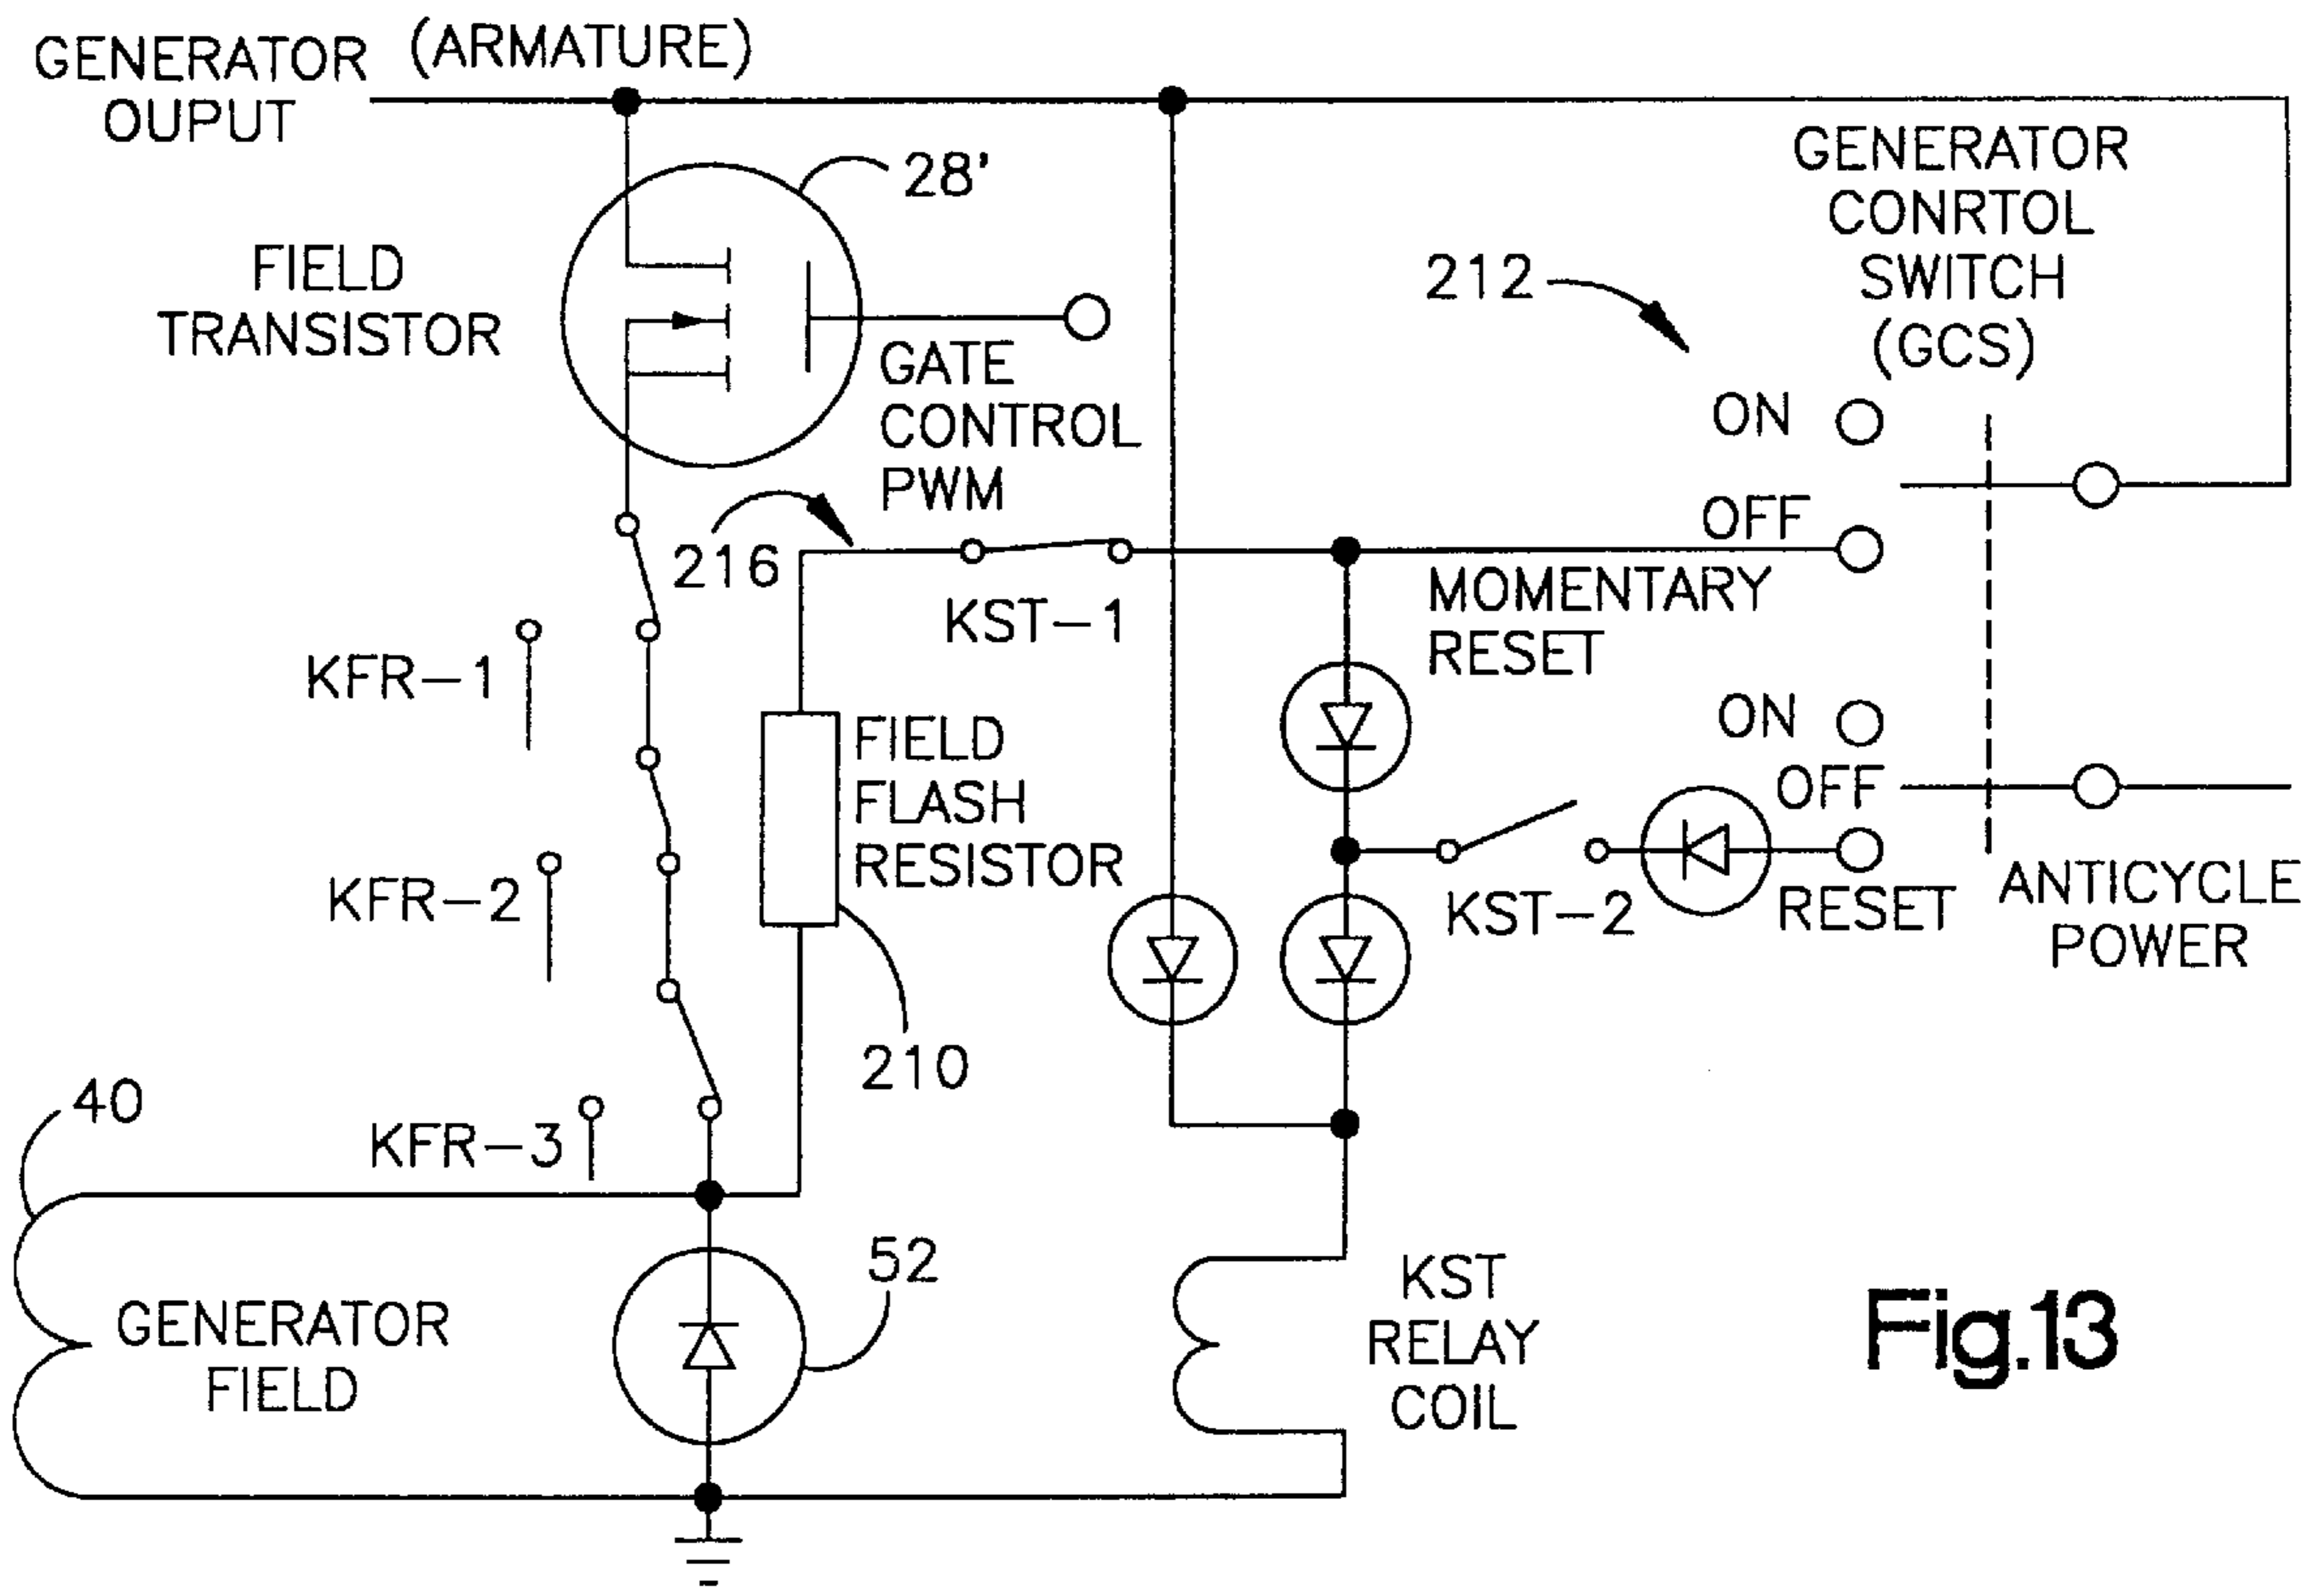 GENERATOR (ARMATURE)
OUPUT
28'
FIELD
TRANSISTOR
GATE
CONTROL
PWM
212
GENERATOR
CONRTOL
SWITCH
(GCS)
ON
OFF
216
KST-1
MOMENTARY
RESET
KFR-1
FIELD
FLASH
RESISTOR
ON
OFF
KFR-2
KST-2
RESET
ANTICYCLE
POWER
210
40
KFR-3
52
GENERATOR
FIELD
KST
RELAY
COIL
Fig.13